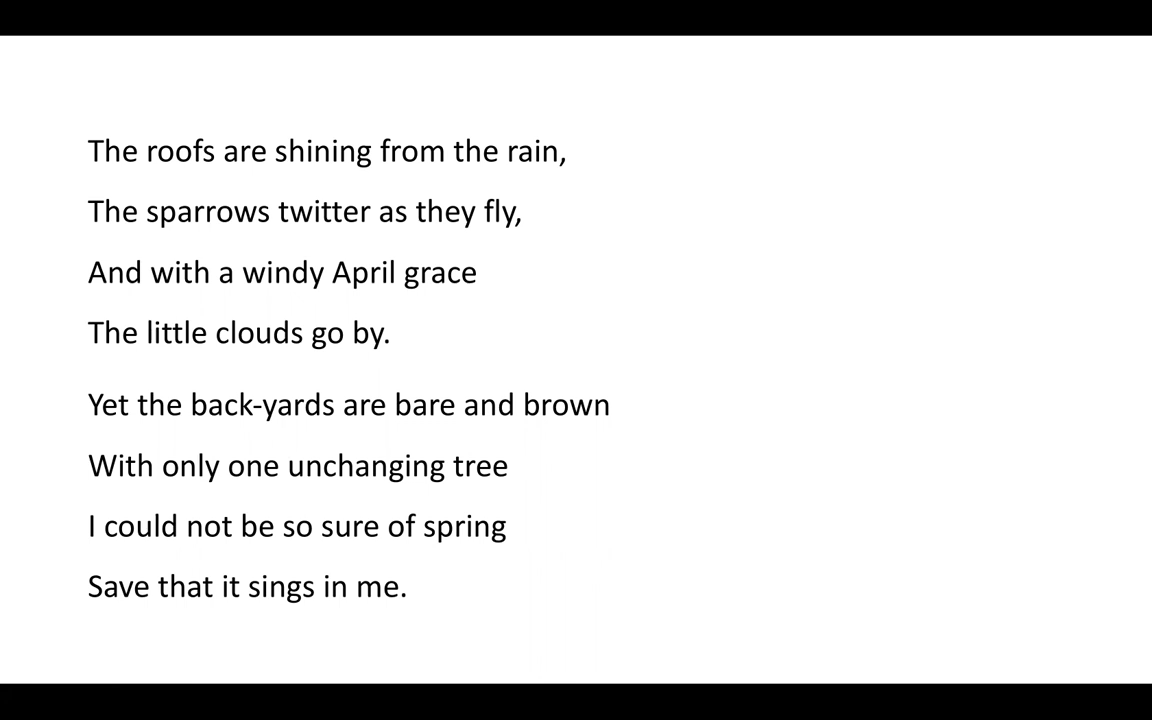 The roofs are shining from the rain,
The sparrows twitter as they fly,
And with a windy April grace
The little clouds go by.
Yet the back-yards are bare and brown
With only one unchanging tree
I could not be so sure of spring
Save that it sings in me.